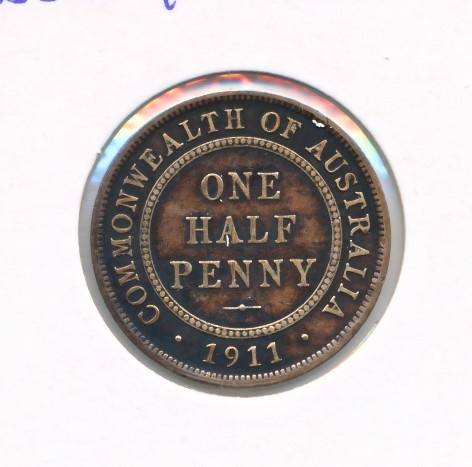 COMMONWEALTH OF AUSTRALIA
ONE
HALF
PENNY
· 1911 ·